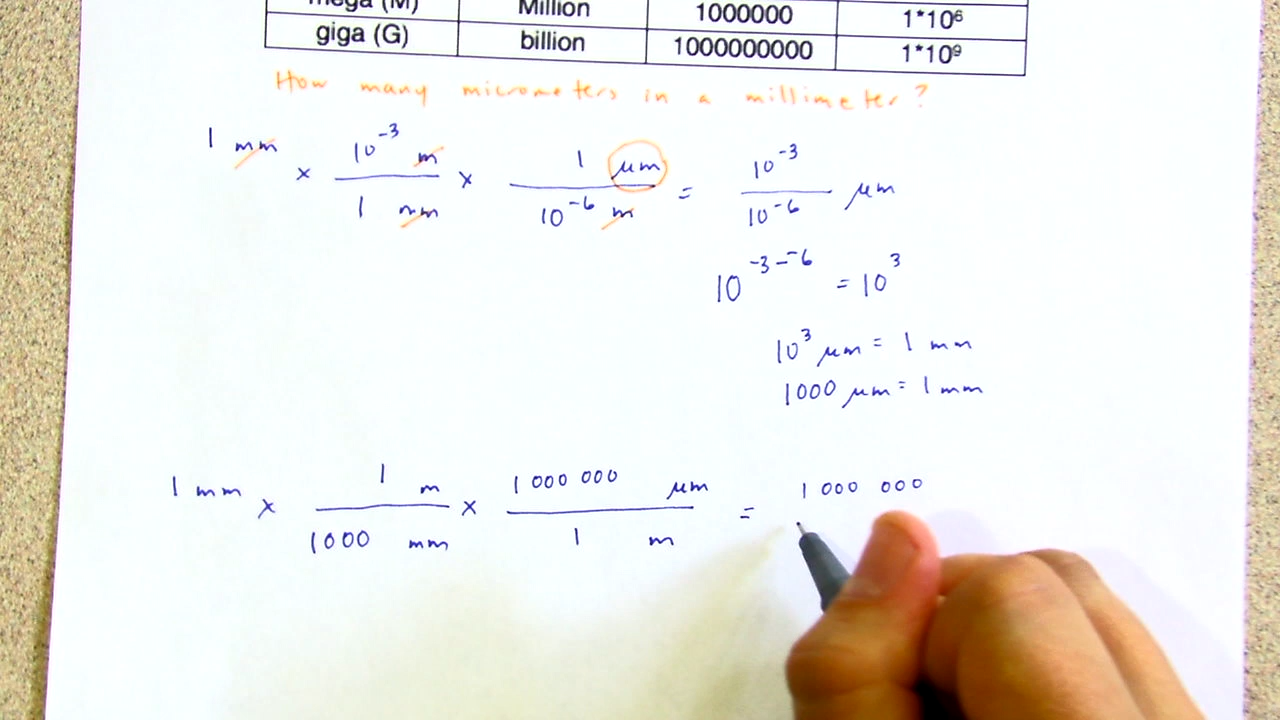 mega (M) Million 1000000 1*10⁶
giga (G) billion 1000000000 1*10⁹
How many micrometers in a millimeter?
1 mm × 10⁻³ m / 1 mm × 1 μm / 10⁻⁶ m = 10⁻³ / 10⁻⁶ μm
10⁻³⁻⁻⁶ = 10³
10³ μm = 1 mm
1000 μm = 1 mm
1 mm × 1 m / 1000 mm × 1 000 000 μm / 1 m = 1 000 000